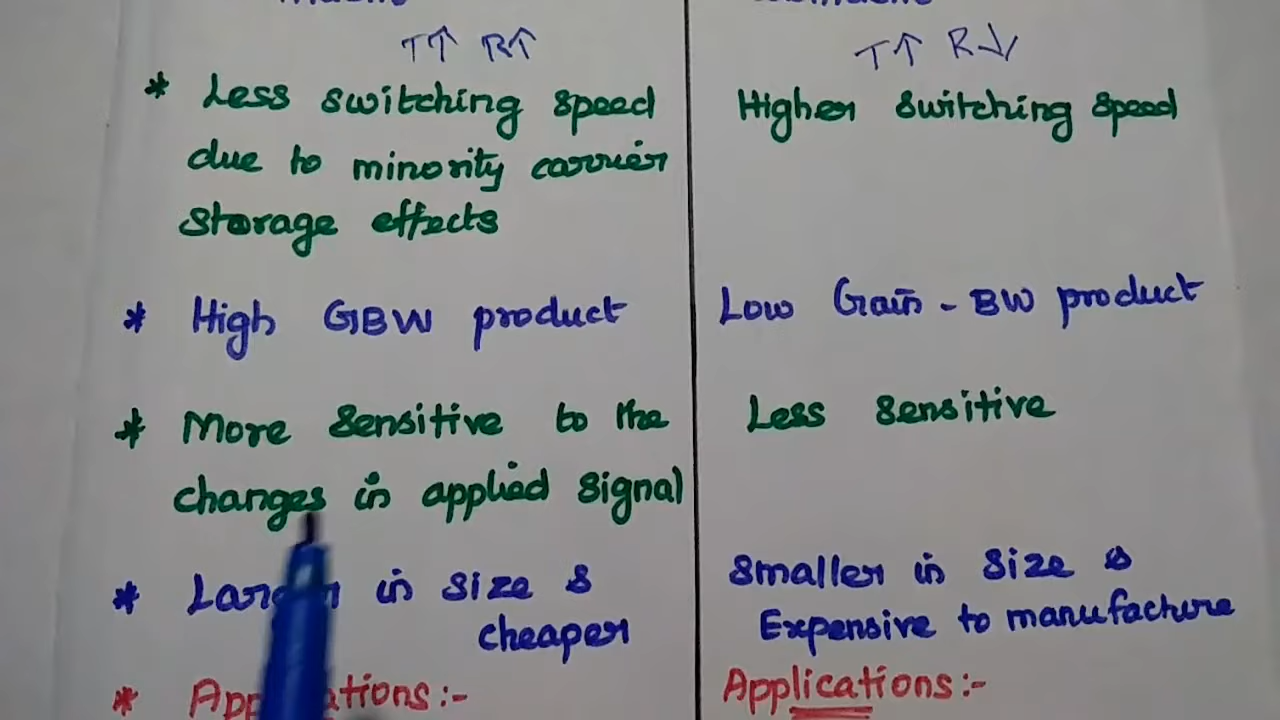 T↑ R↑
T↑ R↓
* Less switching speed
due to minority carrier
storage effects
Higher switching speed
* High GBW product
Low Gain - BW product
* More sensitive to the
changes in applied signal
Less sensitive
* in size &
cheaper
Smaller in size &
Expensive to manufacture
* :-
Applications:-